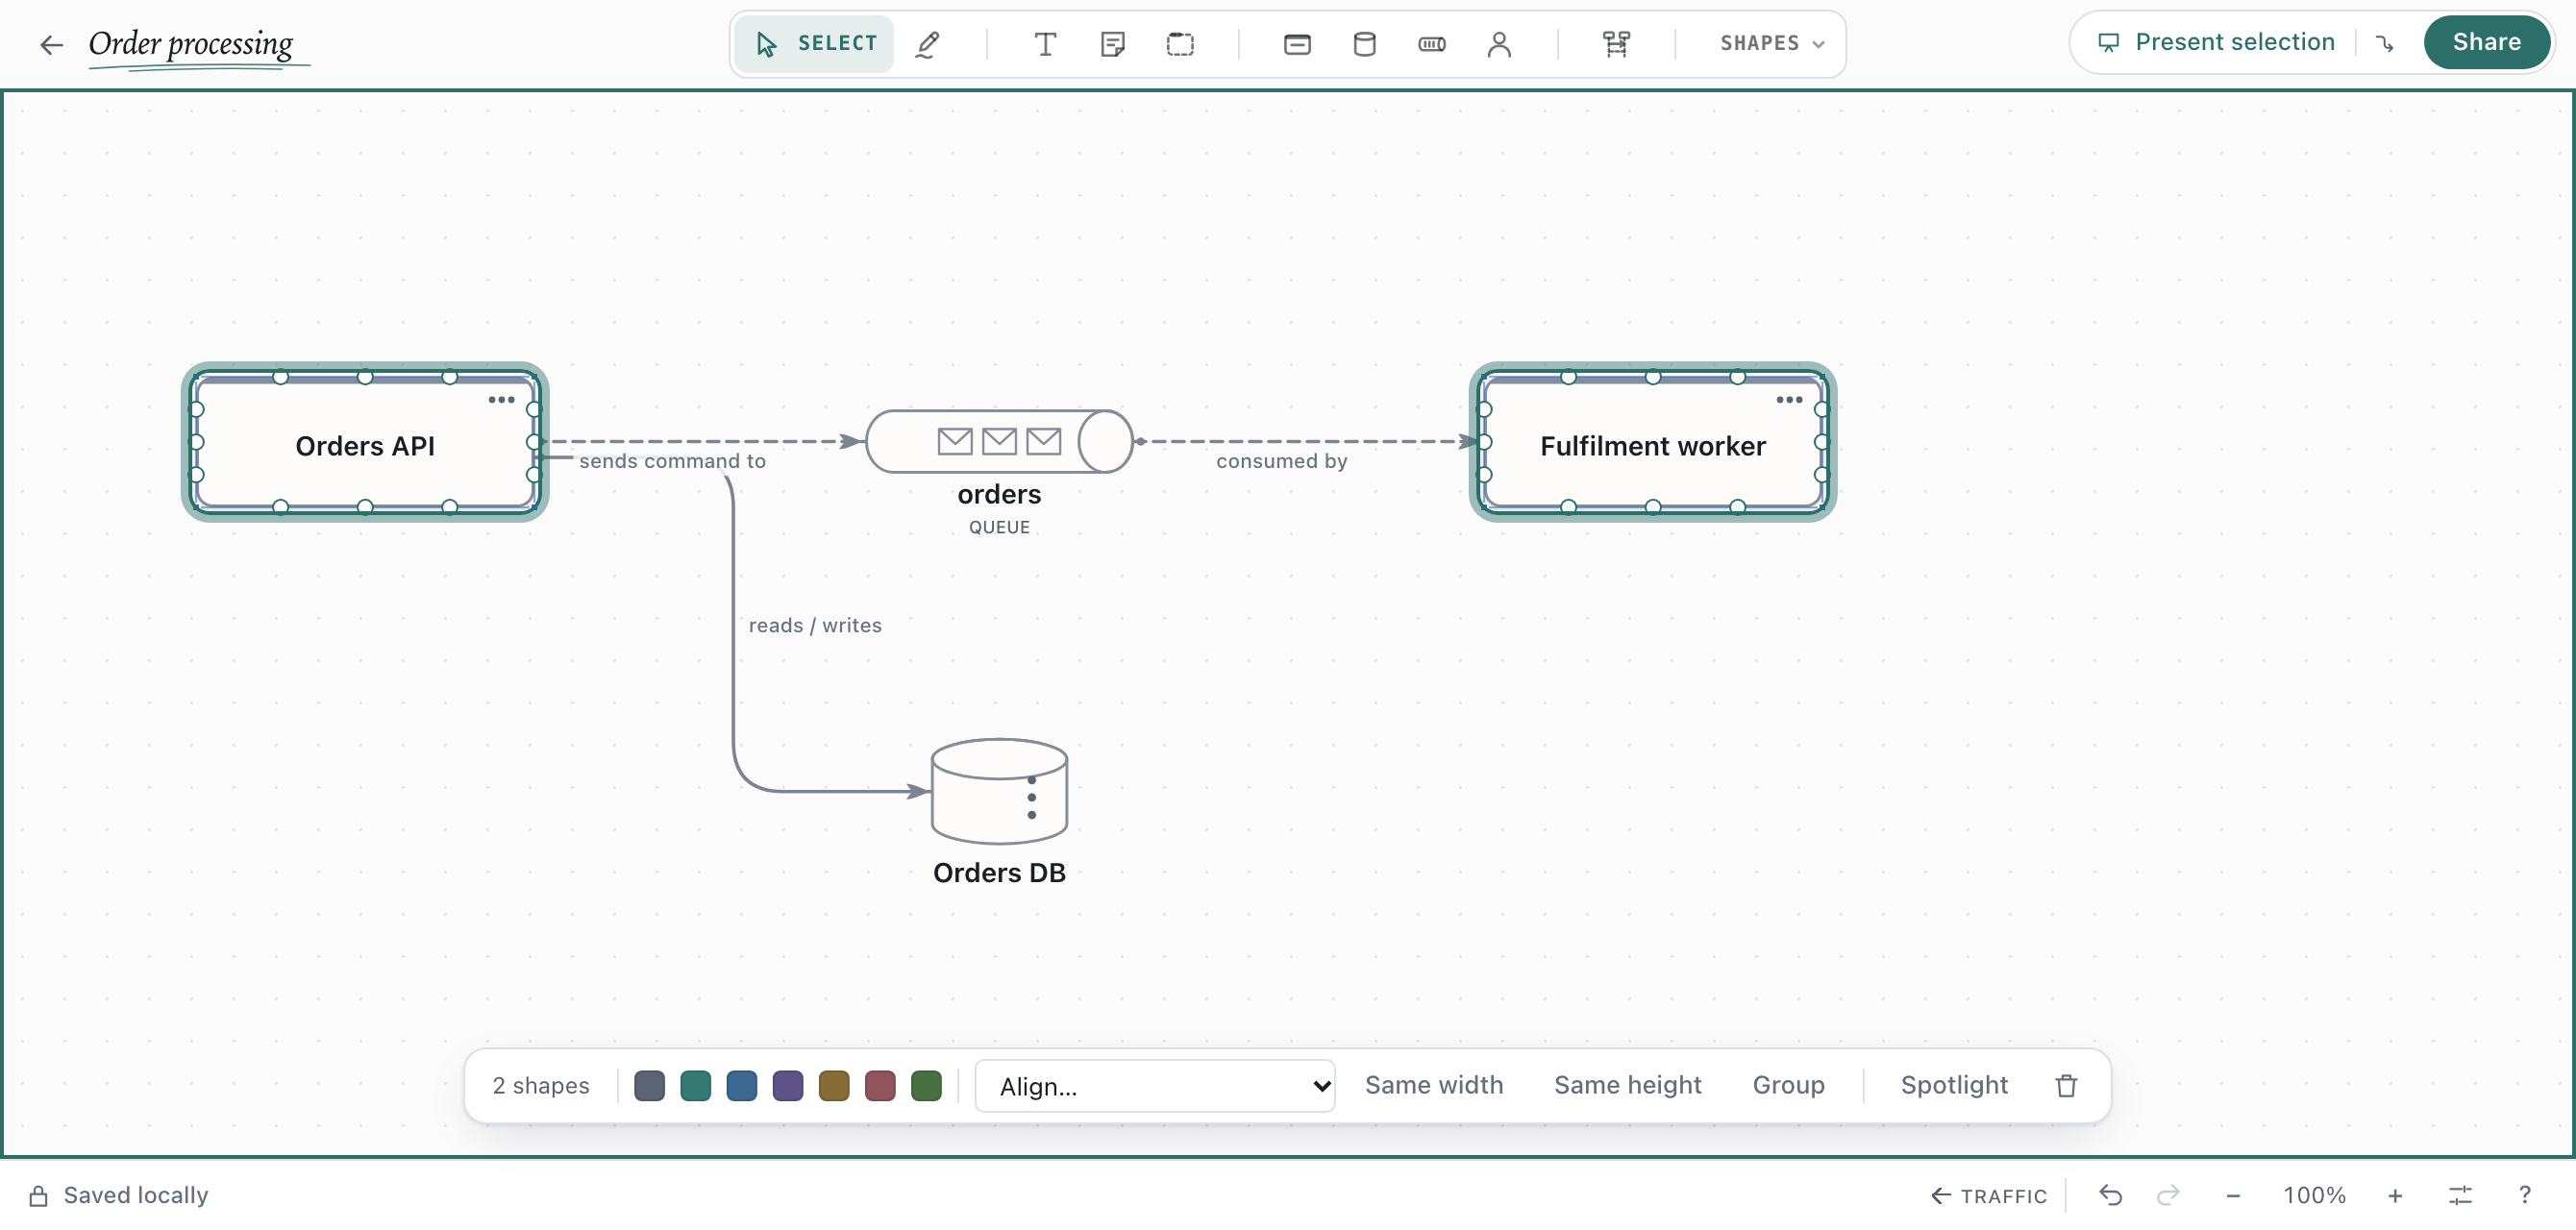 Order processing
SELECT
SHAPES
Present selection
Share
Orders API
sends command to
orders
QUEUE
consumed by
Fulfilment worker
reads / writes
Orders DB
2 shapes
Align...
Same width
Same height
Group
Spotlight
Saved locally
TRAFFIC
100%
?